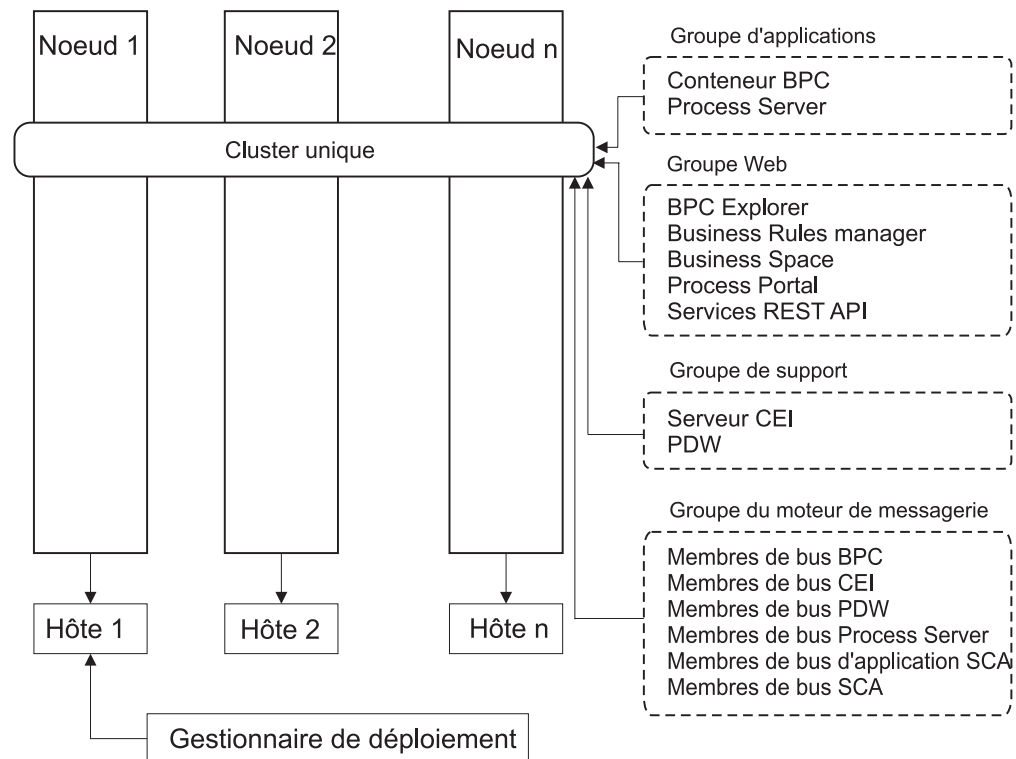 Noeud 1
Noeud 2
Noeud n
Cluster unique
Groupe d'applications
Conteneur BPC
Process Server
Groupe Web
BPC Explorer
Business Rules manager
Business Space
Process Portal
Services REST API
Groupe de support
Serveur CEI
PDW
Groupe du moteur de messagerie
Membres de bus BPC
Membres de bus CEI
Membres de bus PDW
Membres de bus Process Server
Membres de bus d'application SCA
Membres de bus SCA
Hôte 1
Hôte 2
Hôte n
Gestionnaire de déploiement